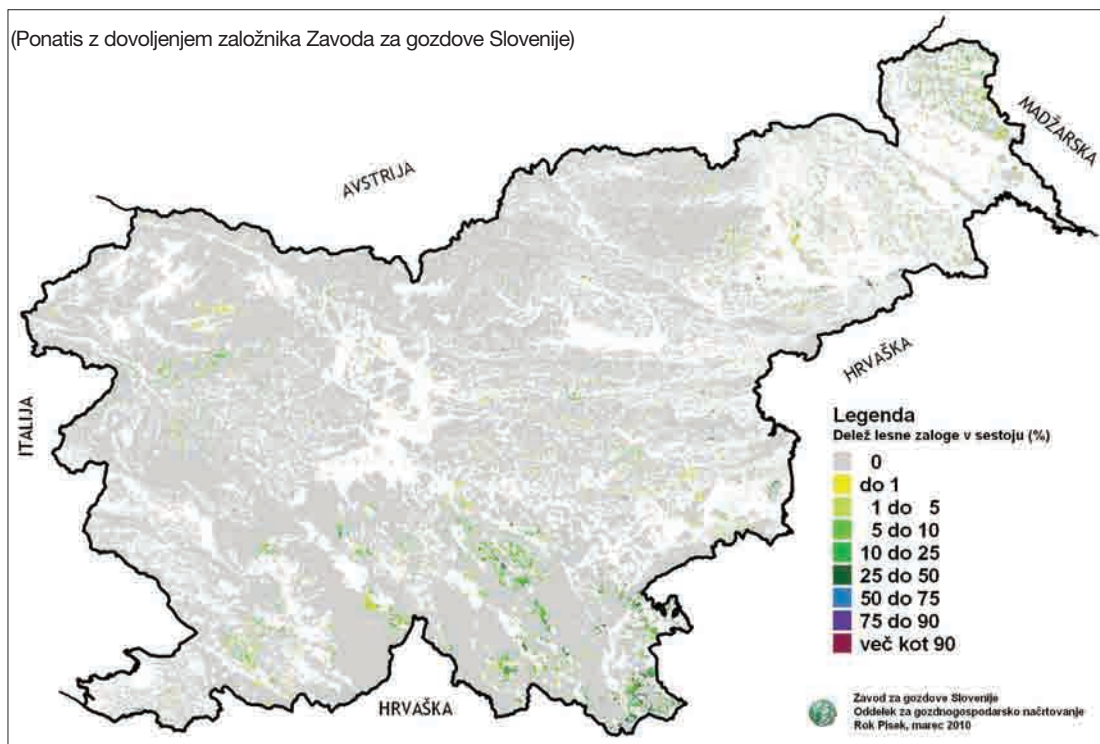 (Ponatis z dovoljenjem založnika Zavoda za gozdove Slovenije)
MADŽARSKA
AVSTRIJA
HRVAŠKA
ITALIJA
Legenda
Delež lesne zaloge v sestoju (%)
0
do 1
1 do 5
5 do 10
10 do 25
25 do 50
50 do 75
75 do 90
več kot 90
HRVAŠKA
Zavod za gozdove Slovenije
Oddelek za gozdnogospodarsko načrtovanje
Rok Pisek, marec 2010